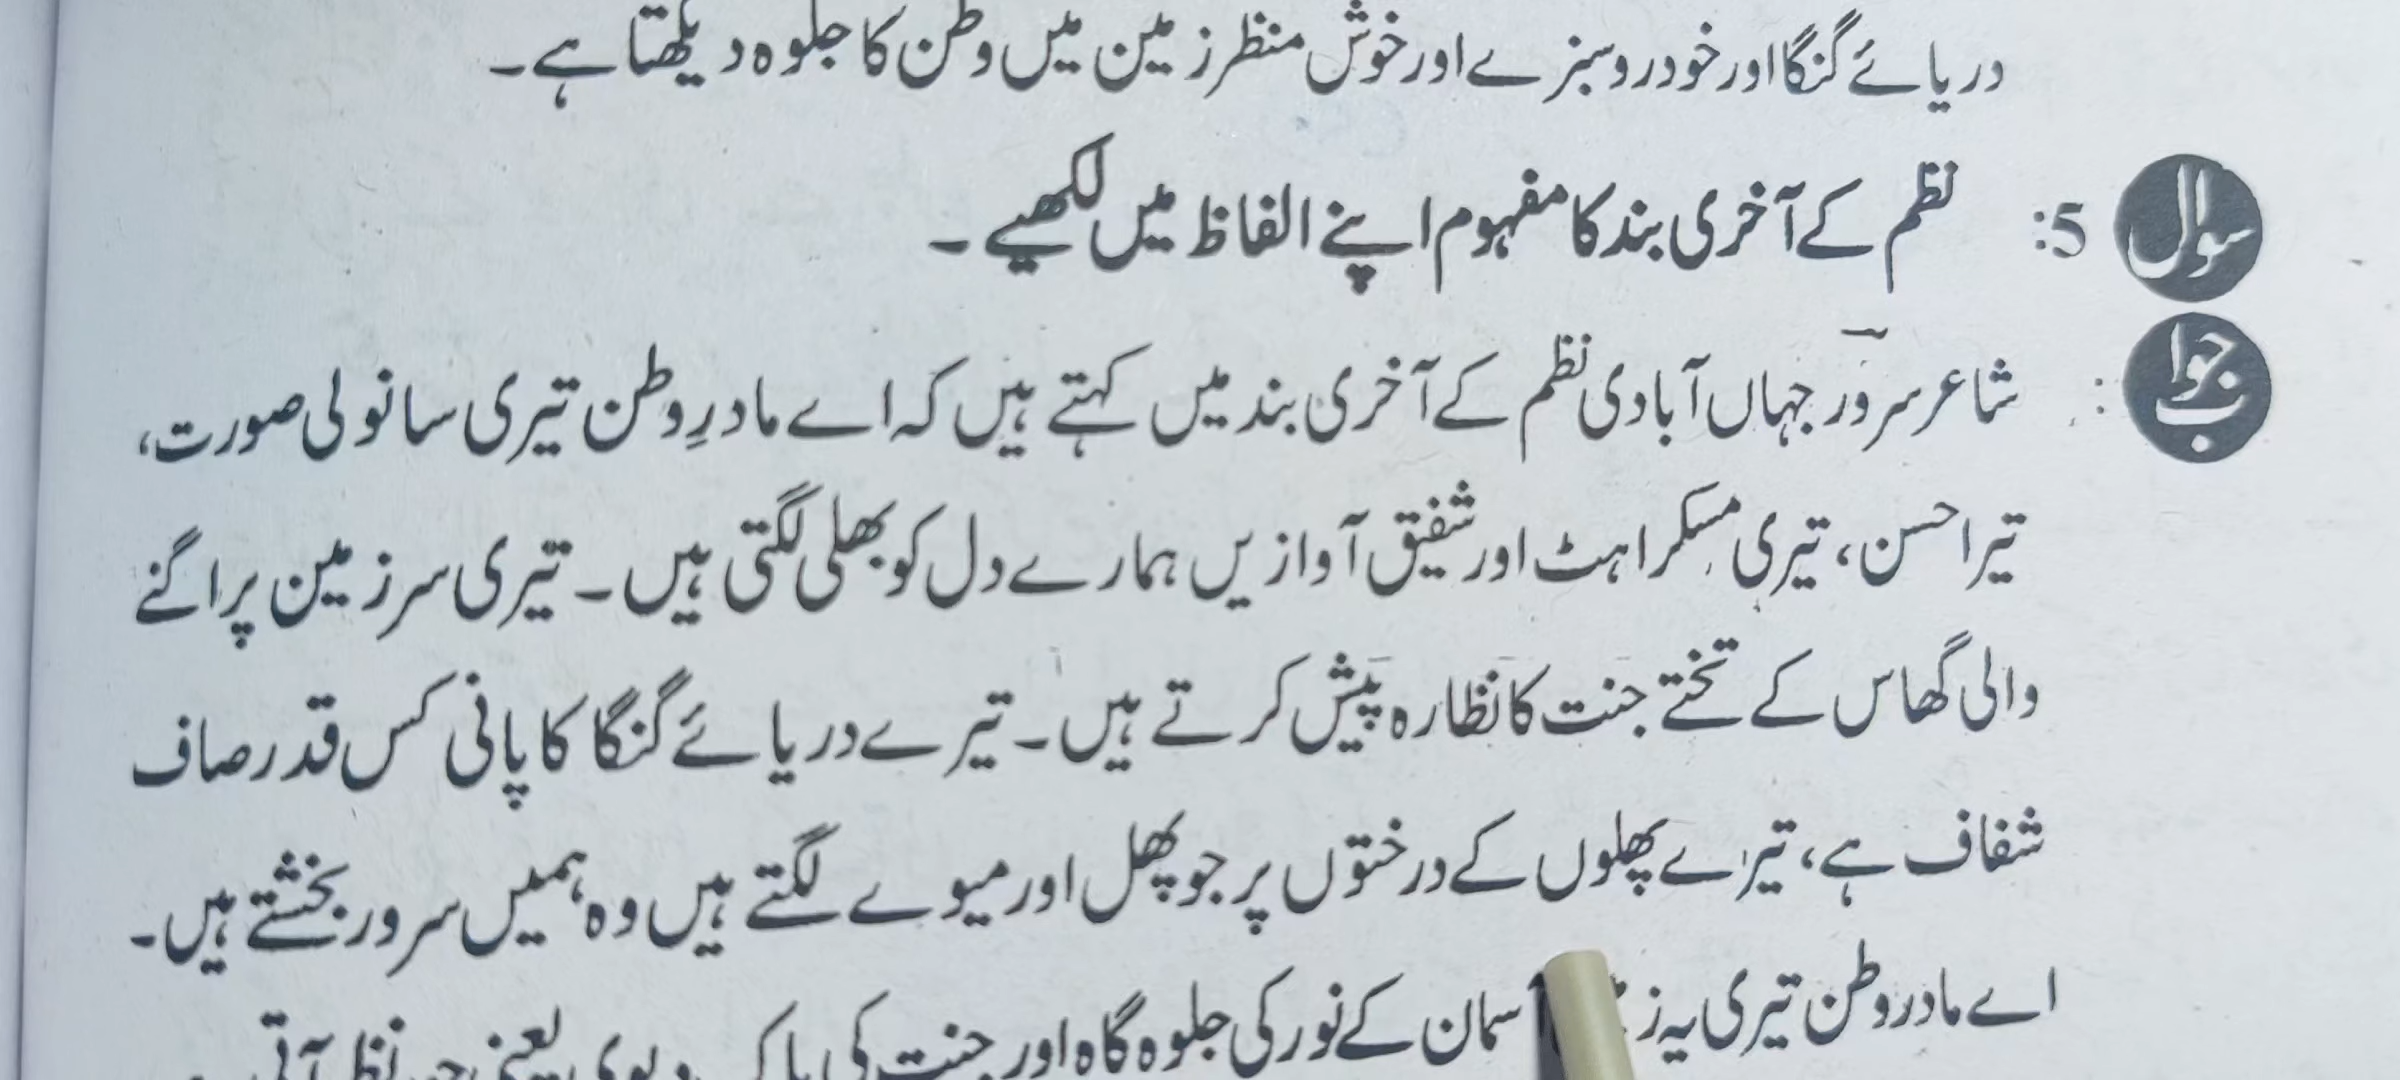 دریائے گنگا اور خودرو سبزے اور خوش منظر زمین میں وطن کا جلوہ دیکھتا ہے۔
سوال 5: نظم کے آخری بند کا مفہوم اپنے الفاظ میں لکھیے۔
جواب : شاعر سرور جہاں آبادی نظم کے آخری بند میں کہتے ہیں کہ اے مادرِ وطن تیری سانولی صورت،
تیرا حسن، تیری مسکراہٹ اور شفیق آوازیں ہمارے دل کو بھلی لگتی ہیں۔ تیری سرزمین پر اگنے
والی گھاس کے تختے جنت کا نظارہ پیش کرتے ہیں۔ تیرے دریائے گنگا کا پانی کس قدر صاف
شفاف ہے، تیرے پھلوں کے درختوں پر جو پھل اور میوے لگتے ہیں وہ ہمیں سرور بخشتے ہیں۔
اے مادر وطن تیری یہ سمان کے نور کی جلوہ گاہ اور جنت کی دیوی یعنی نظر آتی